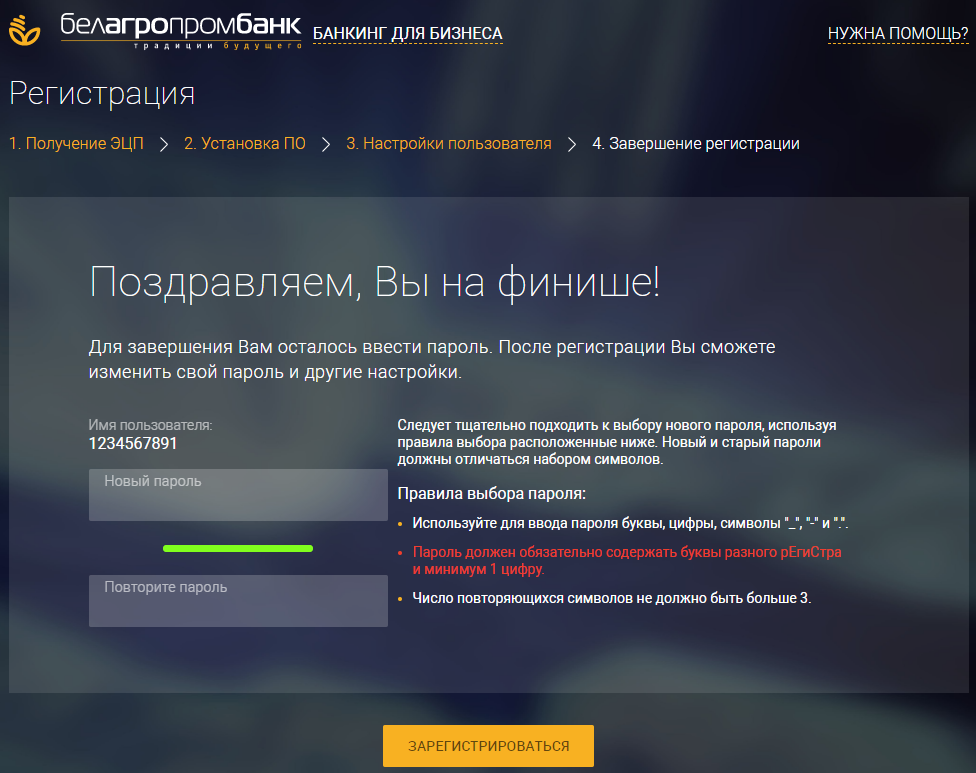 белагропромбанк
традиции будущего
БАНКИНГ ДЛЯ БИЗНЕСА
НУЖНА ПОМОЩЬ?
Регистрация
1. Получение ЭЦП
2. Установка ПО
3. Настройки пользователя
4. Завершение регистрации
Поздравляем, Вы на финише!
Для завершения Вам осталось ввести пароль. После регистрации Вы сможете
изменить свой пароль и другие настройки.
Имя пользователя:
1234567891
Новый пароль
Повторите пароль
Следует тщательно подходить к выбору нового пароля, используя
правила выбора расположенные ниже. Новый и старый пароли
должны отличаться набором символов.
Правила выбора пароля:
Используйте для ввода пароля буквы, цифры, символы "_", "-" и ".".
Пароль должен обязательно содержать буквы разного рЕгиСтра
и минимум 1 цифру.
Число повторяющихся символов не должно быть больше 3.
ЗАРЕГИСТРИРОВАТЬСЯ